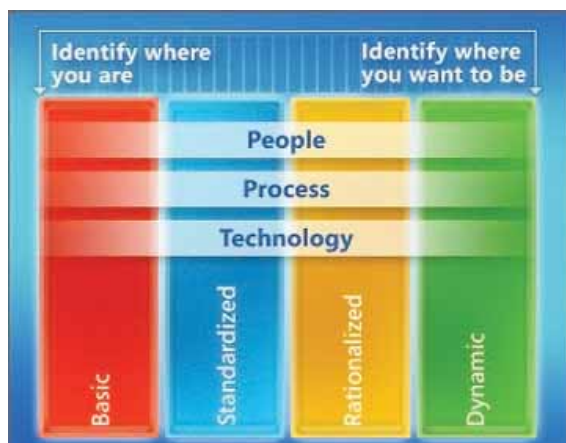 Identify where
you are
Identify where
you want to be
People
Process
Technology
Basic
Standardized
Rationalized
Dynamic